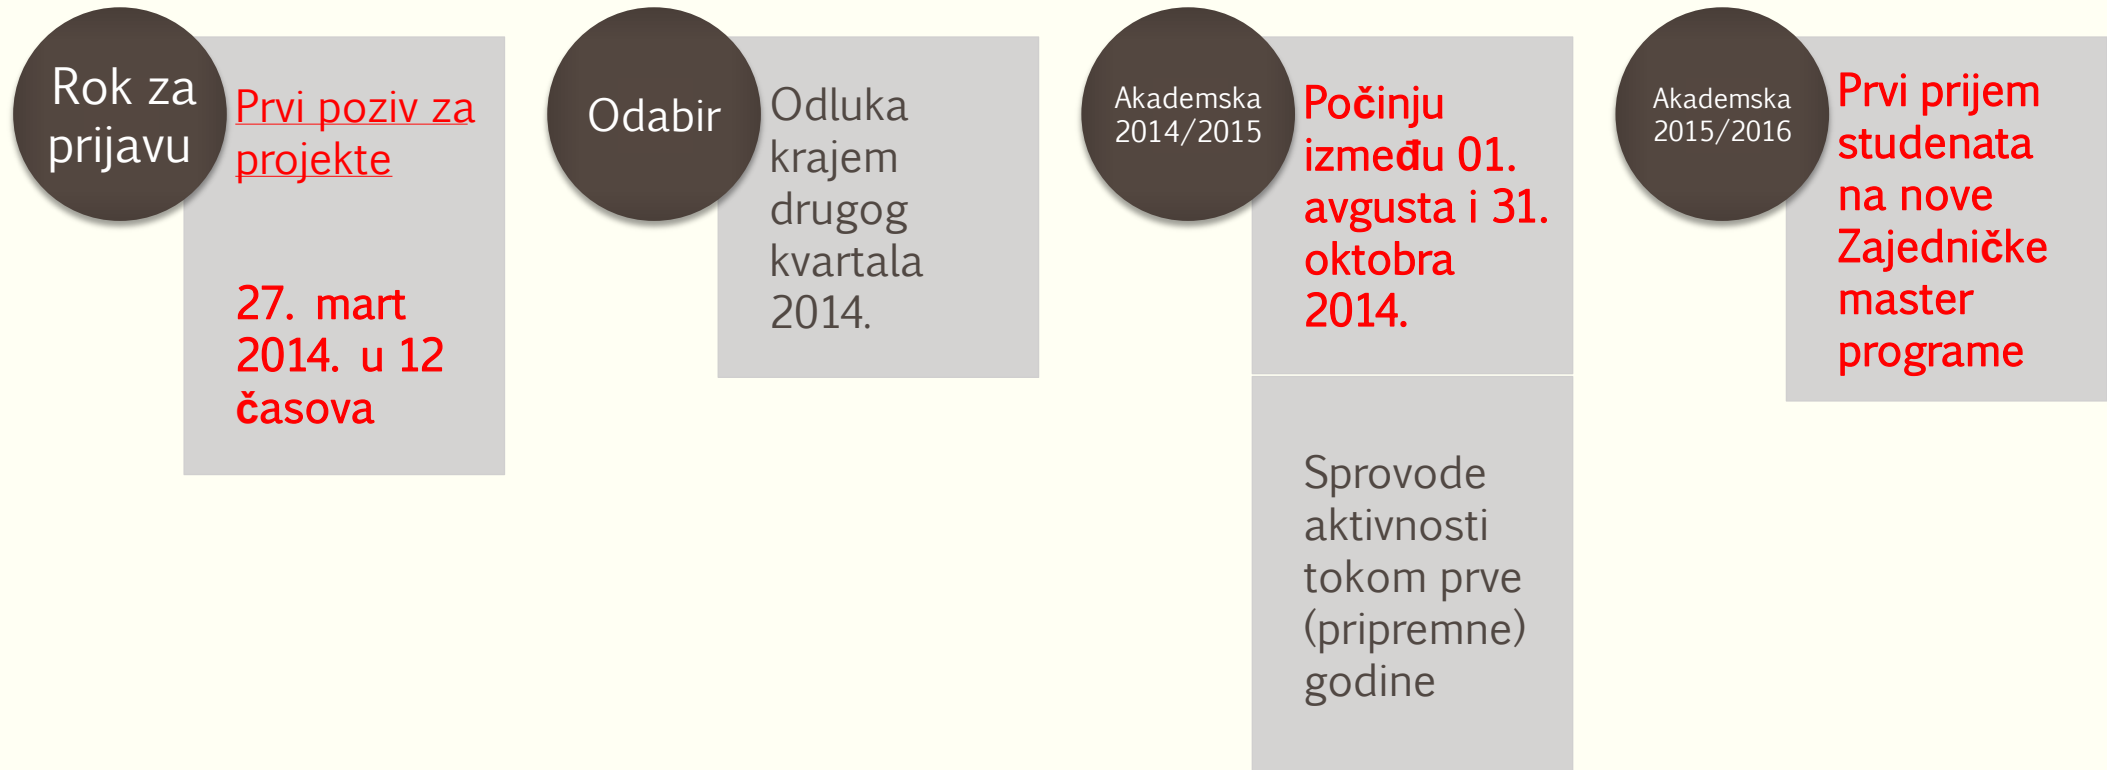 Rok za
prijavu
Prvi poziv za
projekte
27. mart
2014. u 12
časova
Odabir
Odluka
krajem
drugog
kvartala
2014.
Akademska
2014/2015
Počinju
između 01.
avgusta i 31.
oktobra
2014.
Sprovode
aktivnosti
tokom prve
(pripremne)
godine
Akademska
2015/2016
Prvi prijem
studenata
na nove
Zajedničke
master
programe